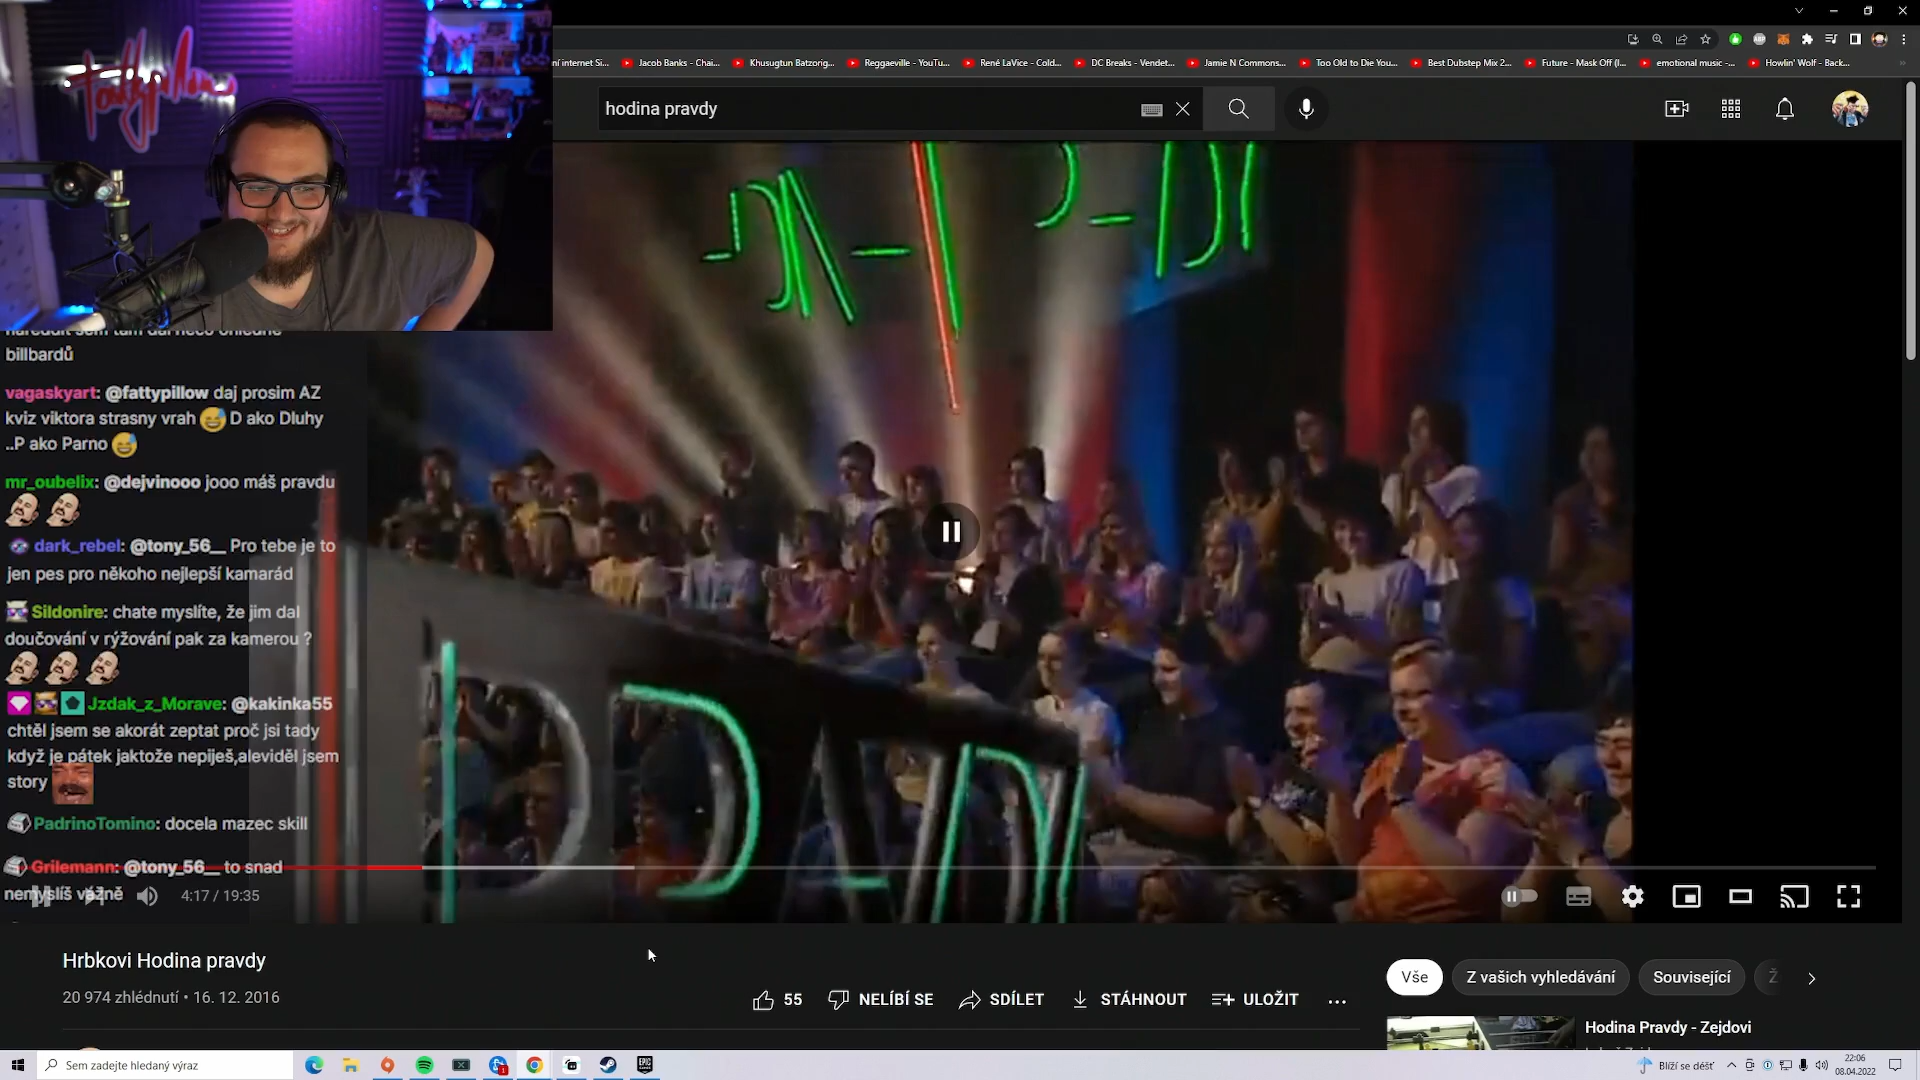 fattypillow
ní internet Si...
Jacob Banks - Chai...
Khusugtun Batzorig...
Reggaeville - YouTu...
René LaVice - Cold...
DC Breaks - Vendet...
Jamie N Commons...
Too Old to Die You...
Best Dubstep Mix 2...
Future - Mask Off (I...
emotional music -...
Howlin' Wolf - Back...
hodina pravdy
billbardů
vagaskyart: @fattypillow daj prosim AZ
kviz viktora strasny vrah D ako Dluhy
..P ako Parno
mr_oubelix: @dejvinooo jooo máš pravdu
dark_rebel: @tony_56__ Pro tebe je to
jen pes pro někoho nejlepší kamarád
Sildonire: chate myslíte, že jim dal
doučování v rýžování pak za kamerou ?
Jzdak_z_Morave: @kakinka55
chtěl jsem se akorát zeptat proč jsi tady
když je pátek jaktože nepiješ,aleviděl jsem
story
PadrinoTomino: docela mazec skill
Grilemann: @tony_56__ to snad
nemyslíš vážně
4:17 / 19:35
Hrbkovi Hodina pravdy
20 974 zhlédnutí • 16. 12. 2016
55
NELÍBÍ SE
SDÍLET
STÁHNOUT
ULOŽIT
Vše
Z vašich vyhledávání
Související
Hodina Pravdy - Zejdovi
Sem zadejte hledaný výraz
Blíží se déšť
22:06
08.04.2022